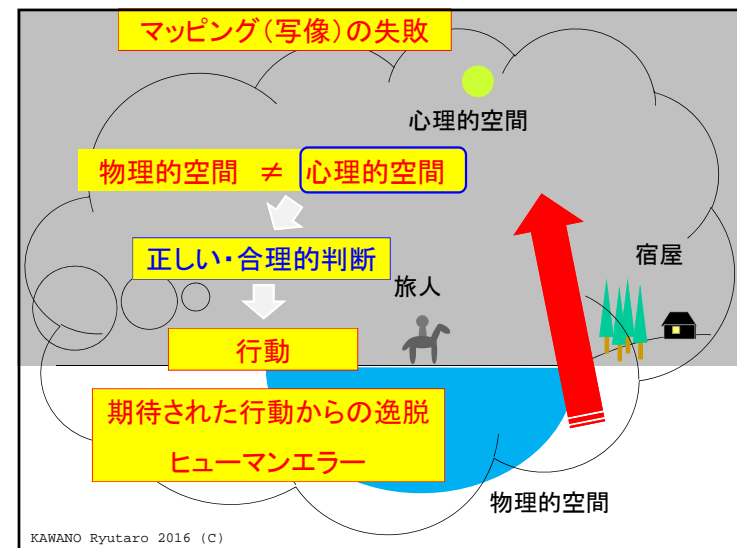 マッピング(写像)の失敗
心理的空間
物理的空間 ≠ 心理的空間
正しい・合理的判断
旅人
宿屋
行動
期待された行動からの逸脱
ヒューマンエラー
物理的空間
KAWANO Ryutaro 2016 (C)